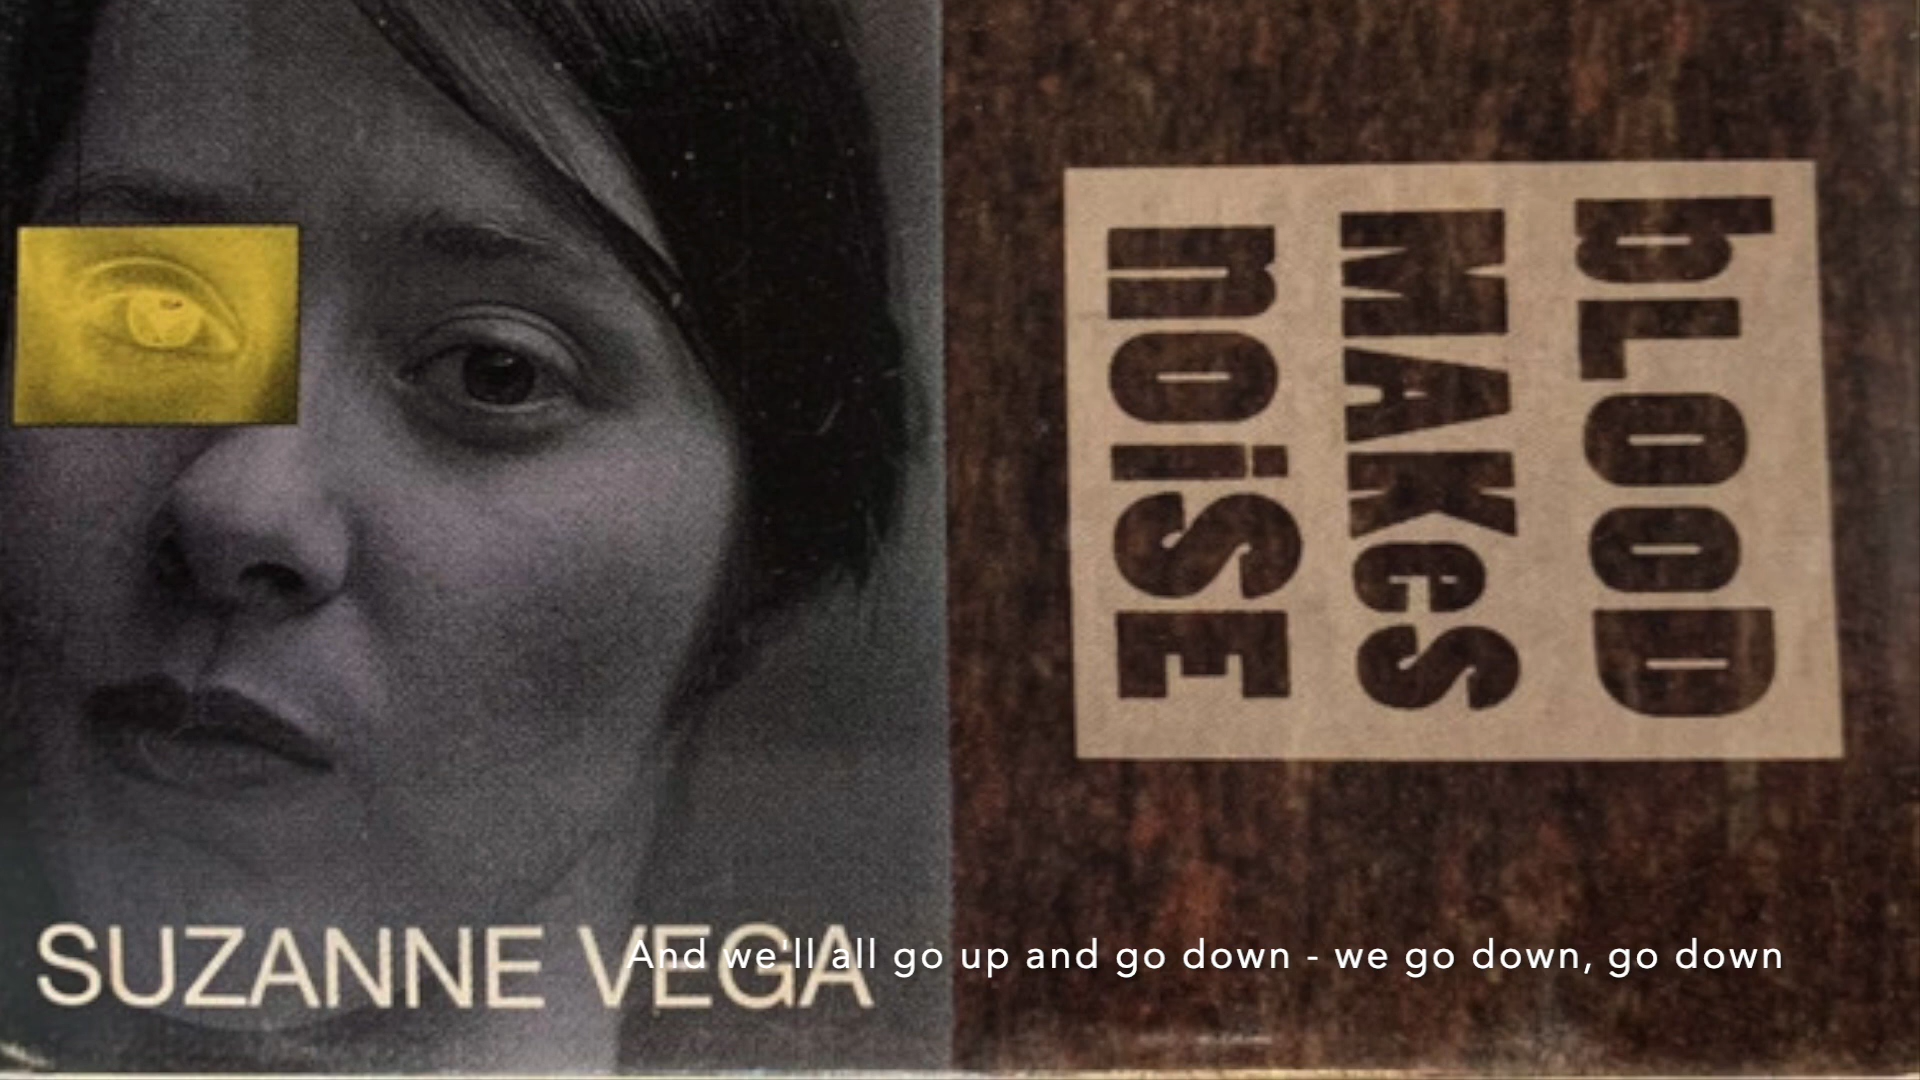 bLOOD
MAKeS
nOiSE
SUZANNE VEGA
And we'll all go up and go down - we go down, go down